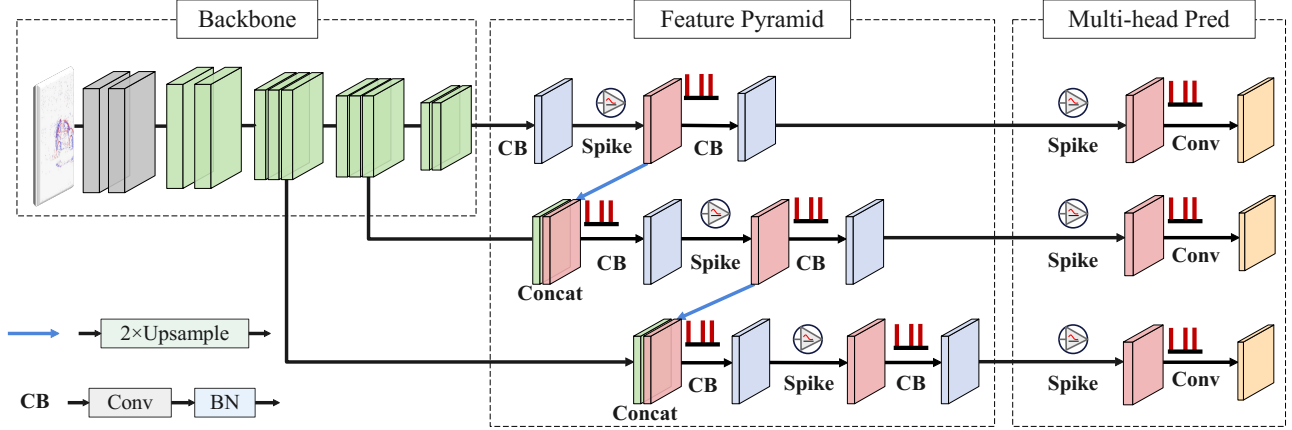 Backbone
Feature Pyramid
Multi-head Pred
CB
Spike
CB
Spike
Conv
Concat
CB
Spike
CB
Spike
Conv
2×Upsample
Concat
CB
Spike
CB
Spike
Conv
CB
Conv
BN